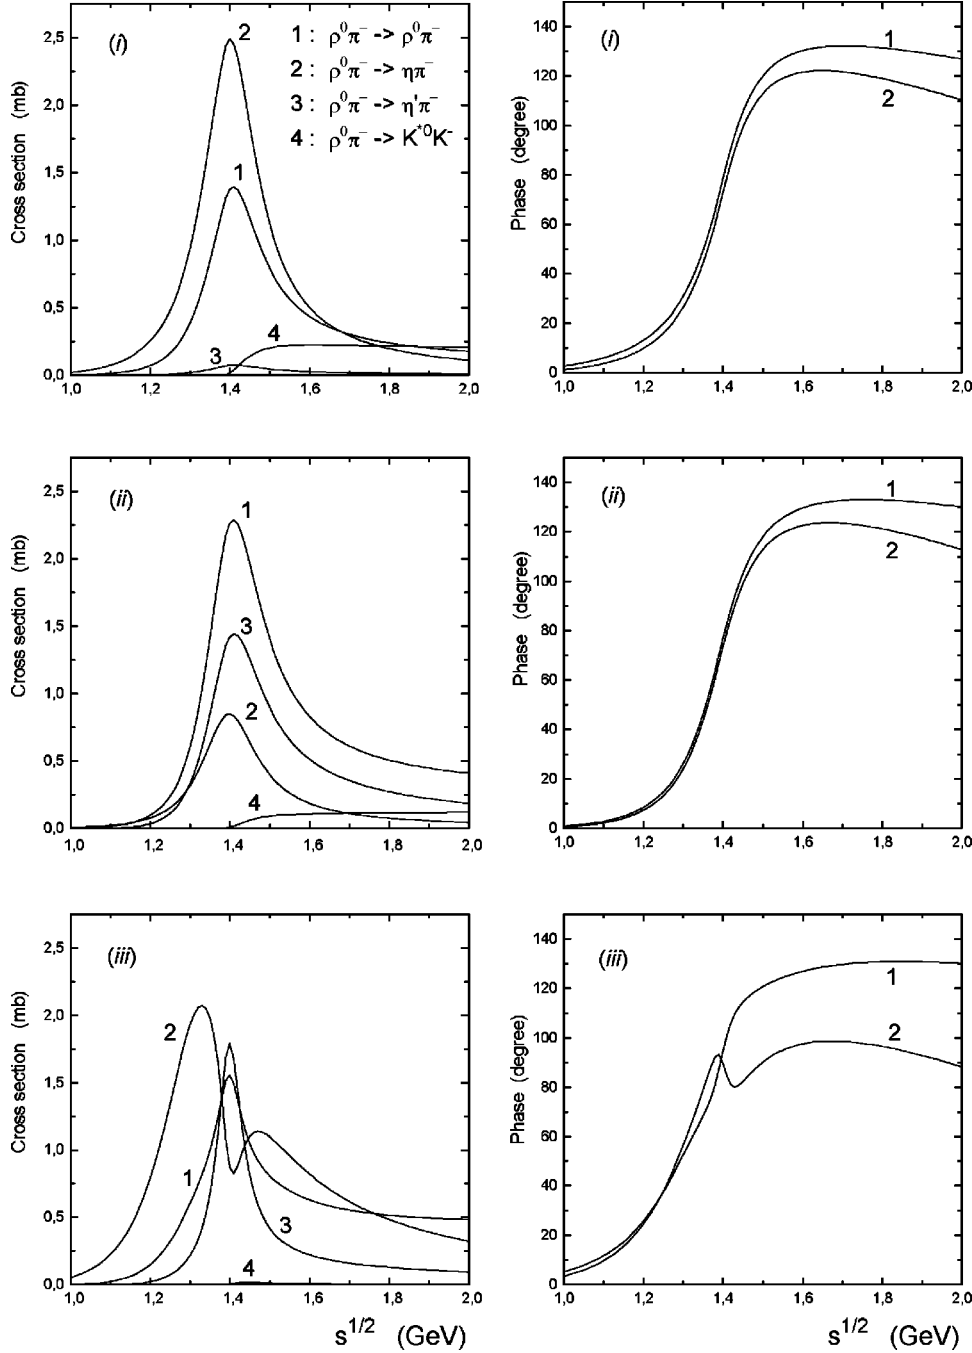 (i)
1 : ρ⁰π⁻ -> ρ⁰π⁻
2 : ρ⁰π⁻ -> ηπ⁻
3 : ρ⁰π⁻ -> η'π⁻
4 : ρ⁰π⁻ -> K*⁰K⁻
2
1
4
3
Cross section (mb)
2,5
2,0
1,5
1,0
0,5
0,0
1,0 1,2 1,4 1,6 1,8 2,0
(i)
1
2
Phase (degree)
140
120
100
80
60
40
20
0
1,0 1,2 1,4 1,6 1,8 2,0
(ii)
1
3
2
4
Cross section (mb)
2,5
2,0
1,5
1,0
0,5
0,0
1,0 1,2 1,4 1,6 1,8 2,0
(ii)
1
2
Phase (degree)
140
120
100
80
60
40
20
0
1,0 1,2 1,4 1,6 1,8 2,0
(iii)
2
1
3
4
Cross section (mb)
2,5
2,0
1,5
1,0
0,5
0,0
1,0 1,2 1,4 1,6 1,8 2,0
s^1/2 (GeV)
(iii)
1
2
Phase (degree)
140
120
100
80
60
40
20
0
1,0 1,2 1,4 1,6 1,8 2,0
s^1/2 (GeV)